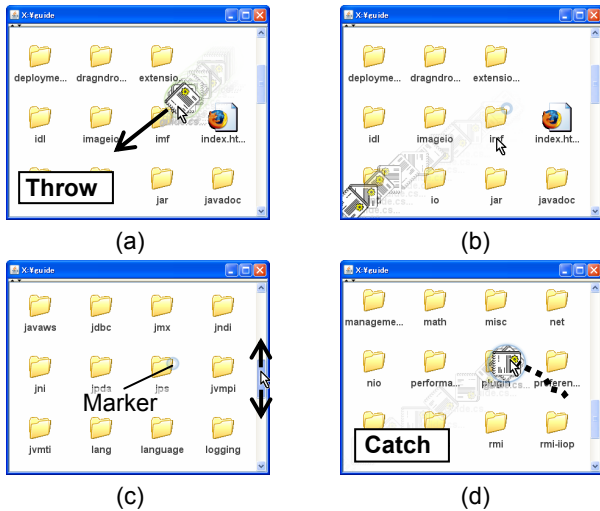 X:¥guide
deployme... dragndro... extensio...
idl imageio imf index.ht...
Throw
jar javadoc
(a)
X:¥guide
deployme... dragndro... extensio...
idl imageio imf index.ht...
io jar javadoc
(b)
X:¥guide
javaws jdbc jmx jndi
jni jpda jps jvmpi
Marker
jvmti lang language logging
(c)
X:¥guide
manageme... math misc net
nio performa... plugin preferen...
Catch
rmi rmi-iiop
(d)